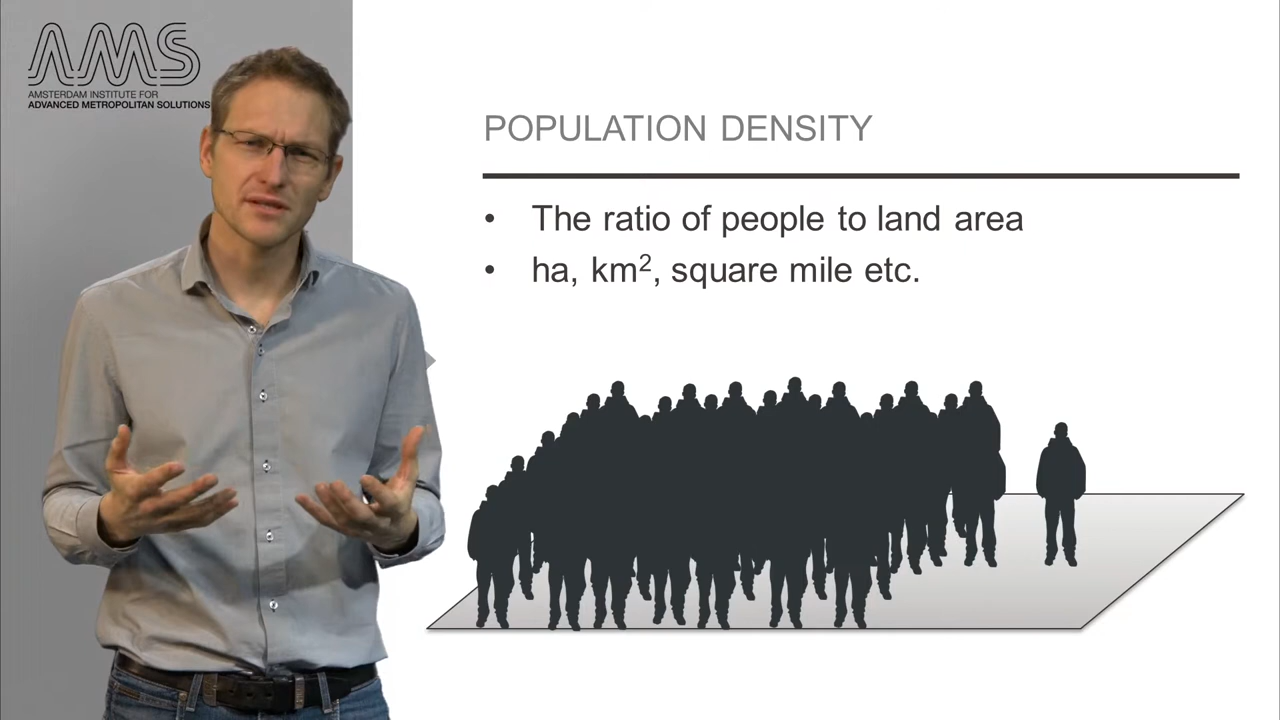 AMS
AMSTERDAM INSTITUTE FOR
ADVANCED METROPOLITAN SOLUTIONS
POPULATION DENSITY
• The ratio of people to land area
• ha, km², square mile etc.